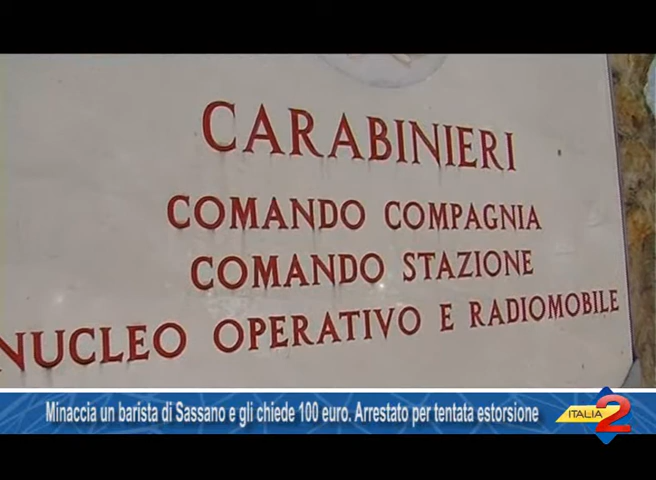 CARABINIERI
COMANDO COMPAGNIA
COMANDO STAZIONE
NUCLEO OPERATIVO E RADIOMOBILE
Minaccia un barista di Sassano e gli chiede 100 euro. Arrestato per tentata estorsione
ITALIA 2